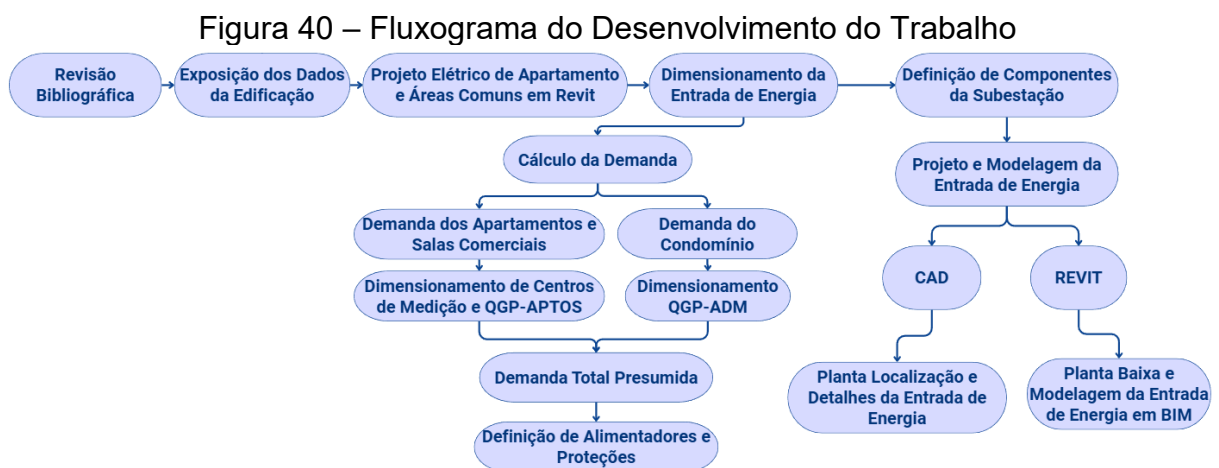 Figura 40 – Fluxograma do Desenvolvimento do Trabalho
Revisão
Bibliográfica
Exposição dos Dados
da Edificação
Projeto Elétrico de Apartamento
e Áreas Comuns em Revit
Dimensionamento da
Entrada de Energia
Definição de Componentes
da Subestação
Cálculo da Demanda
Demanda dos Apartamentos e
Salas Comerciais
Demanda do
Condomínio
Dimensionamento de Centros
de Medição e QGP-APTOS
Dimensionamento
QGP-ADM
Demanda Total Presumida
Definição de Alimentadores e
Proteções
Projeto e Modelagem da
Entrada de Energia
CAD
REVIT
Planta Localização e
Detalhes da Entrada de
Energia
Planta Baixa e
Modelagem da Entrada
de Energia em BIM